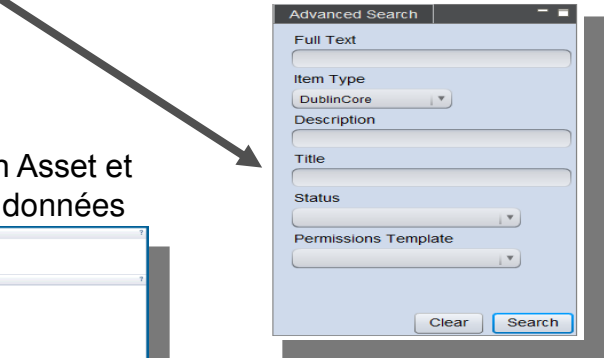 Advanced Search
Full Text
Item Type
DublinCore
Description
Title
Status
Permissions Template
Clear Search
Asset et
données
?
?